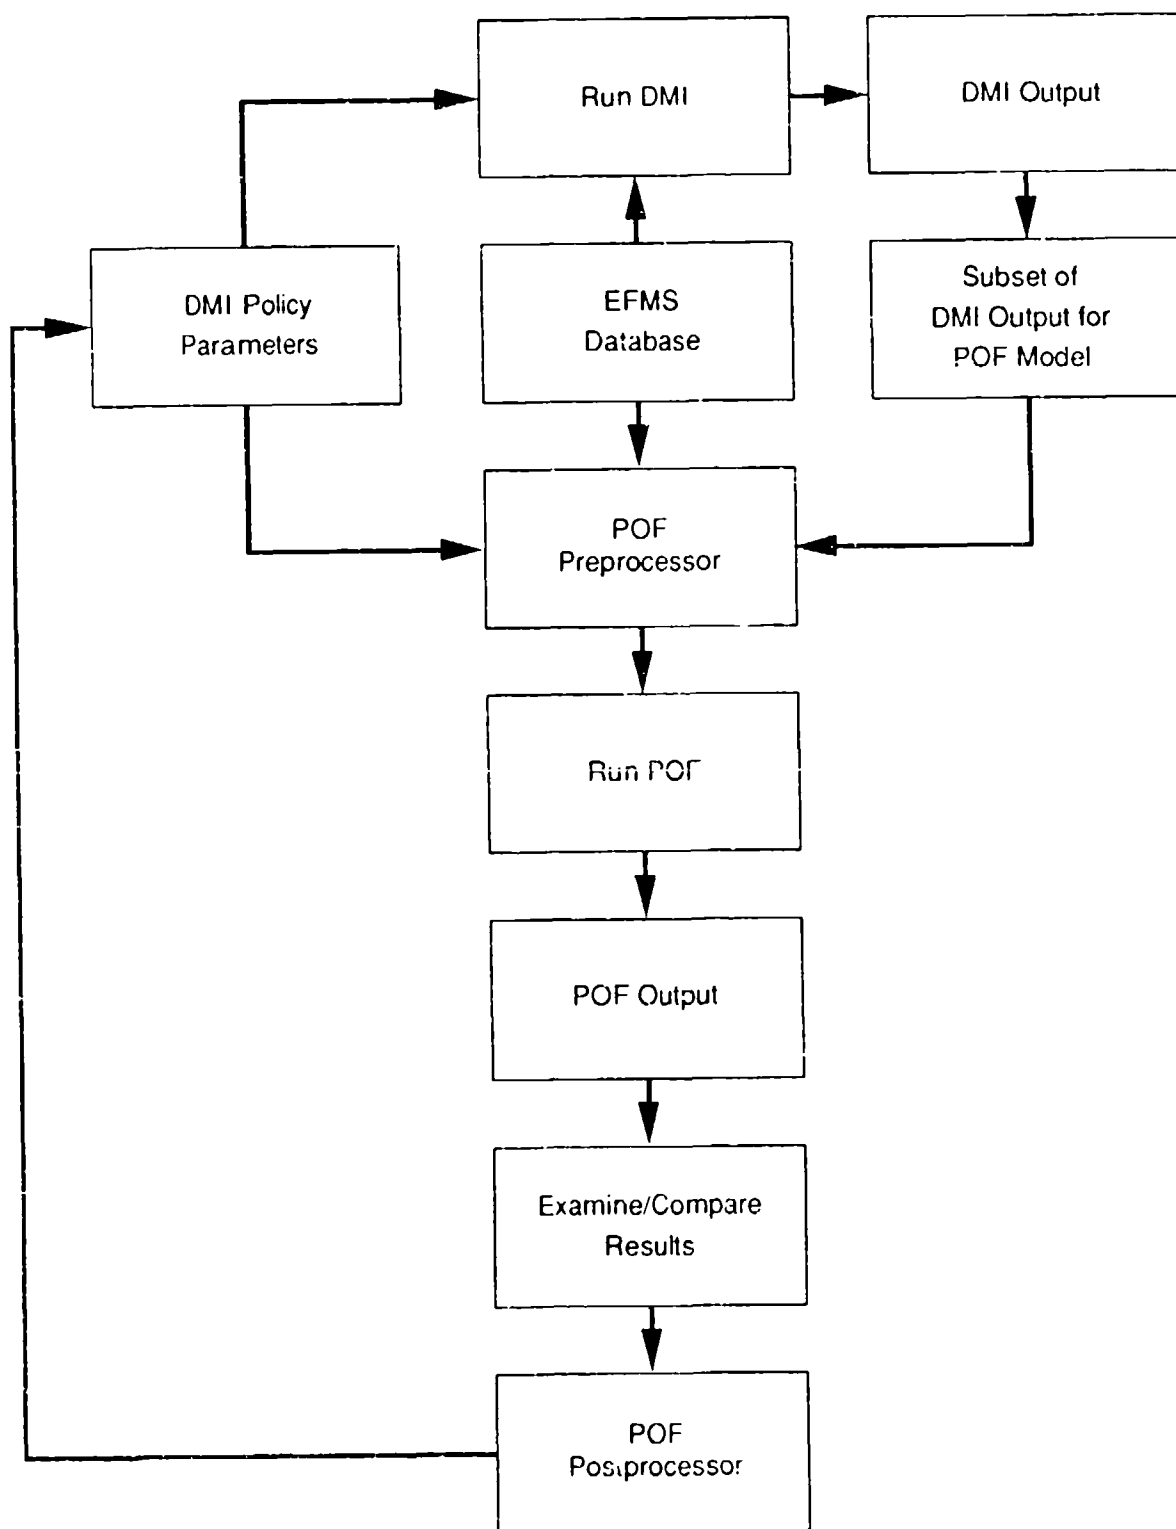 Run DMI
DMI Output
DMI Policy
Parameters
EFMS
Database
Subset of
DMI Output for
POF Model
POF
Preprocessor
Run POF
POF Output
Examine/Compare
Results
POF
Postprocessor